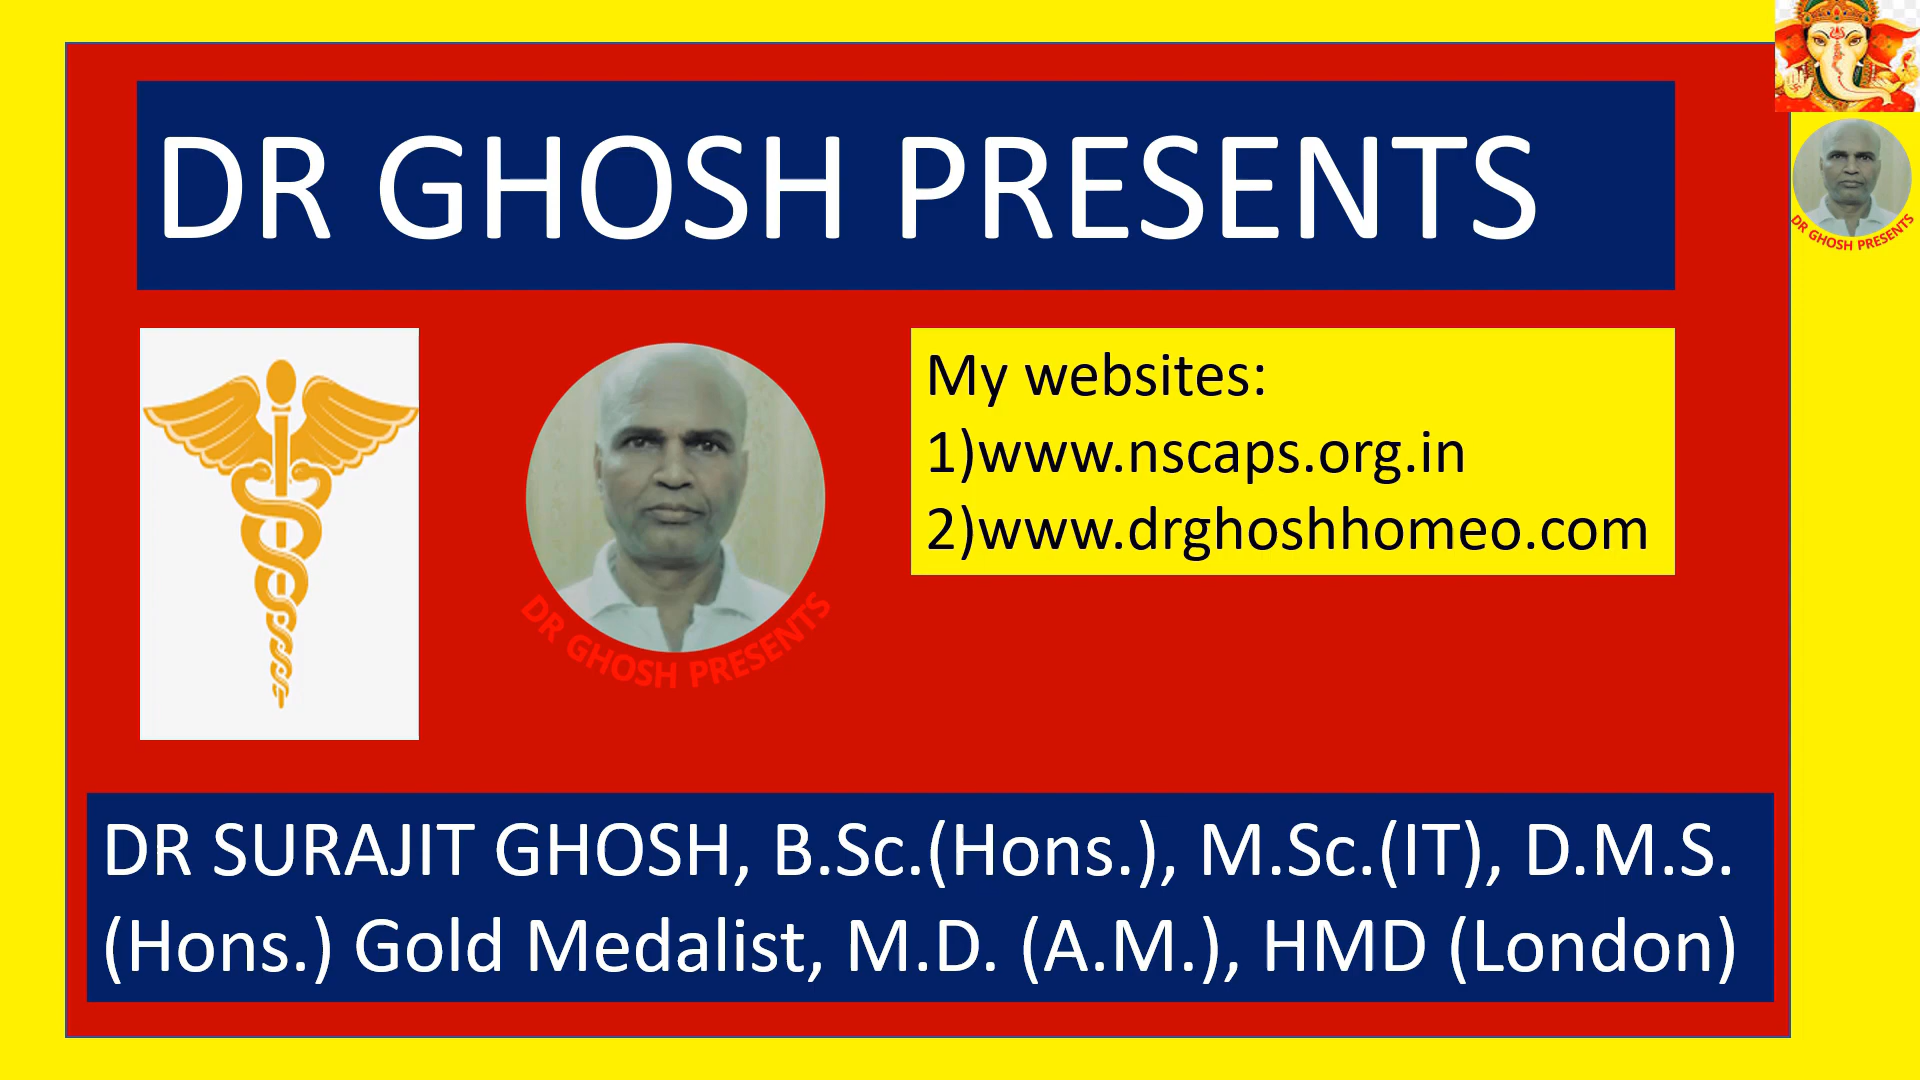 DR GHOSH PRESENTS
DR GHOSH PRESENTS
My websites:
1)www.nscaps.org.in
2)www.drghoshhomeo.com
DR GHOSH PRESENTS
DR SURAJIT GHOSH, B.Sc.(Hons.), M.Sc.(IT), D.M.S.
(Hons.) Gold Medalist, M.D. (A.M.), HMD (London)